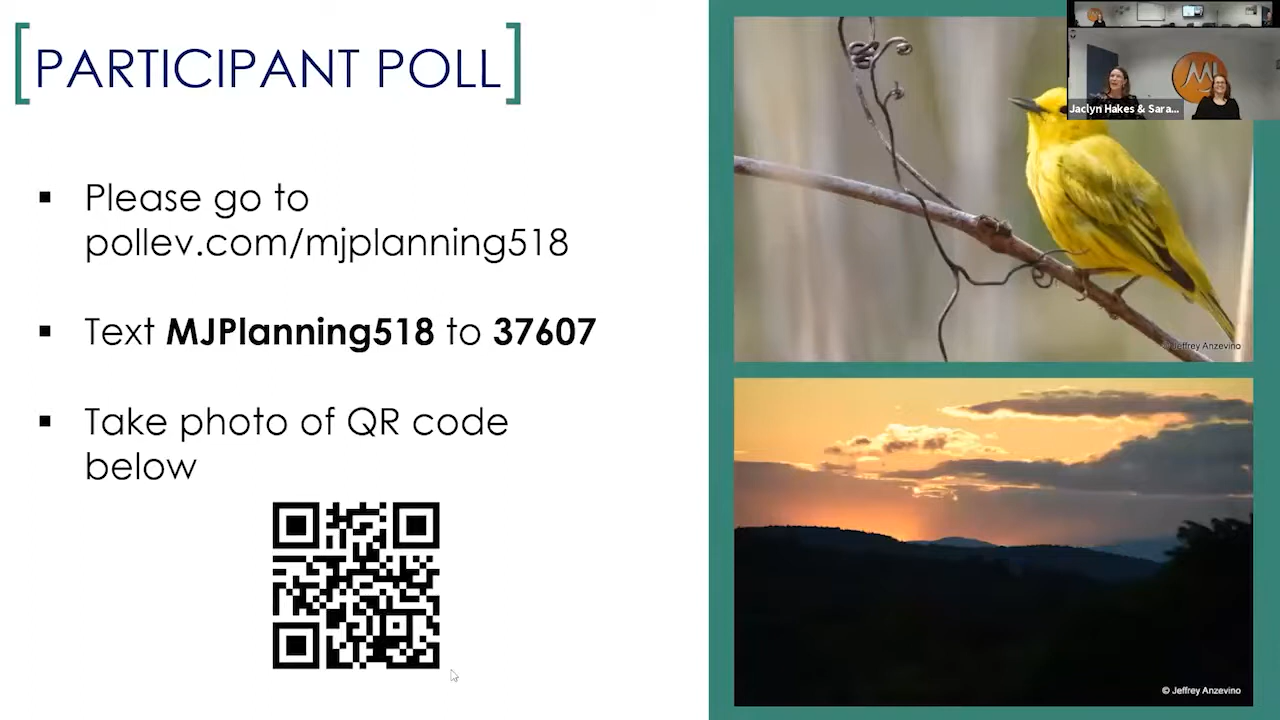 [PARTICIPANT POLL]
▪ Please go to
pollev.com/mjplanning518
▪ Text MJPlanning518 to 37607
▪ Take photo of QR code
below
MJ
Jaclyn Hakes & Sara...
© Jeffrey Anzevino
© Jeffrey Anzevino